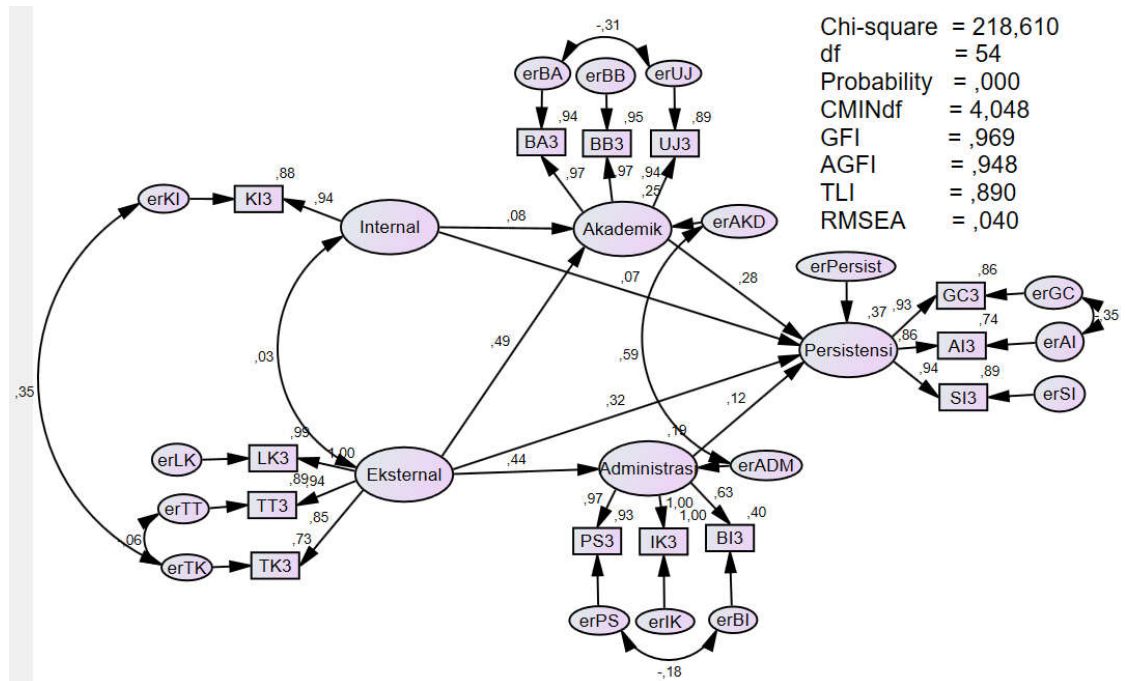 Chi-square = 218,610
df = 54
Probability = ,000
CMINdf = 4,048
GFI = ,969
AGFI = ,948
TLI = ,890
RMSEA = ,040
-,31
erBA erBB erUJ
,94 ,95 ,89
BA3 BB3 UJ3
,97 ,97 ,94
,25
,88
erKI KI3 ,94
Internal ,08 Akademik erAKD
,07 ,28
erPersist
,86
,37 ,93 GC3 erGC
,74 -,35
Persistensi ,86 AI3 erAI
,94 ,89
SI3 erSI
,03 ,49 ,59
,35
,32 ,12
,99 ,19
erLK LK3 1,00
Eksternal ,44 Administrasi erADM
,89 ,94
erTT TT3
,85
-,06 ,73
erTK TK3
,97 1,00 ,63
,93 1,00 ,40
PS3 IK3 BI3
erPS erIK erBI
-,18